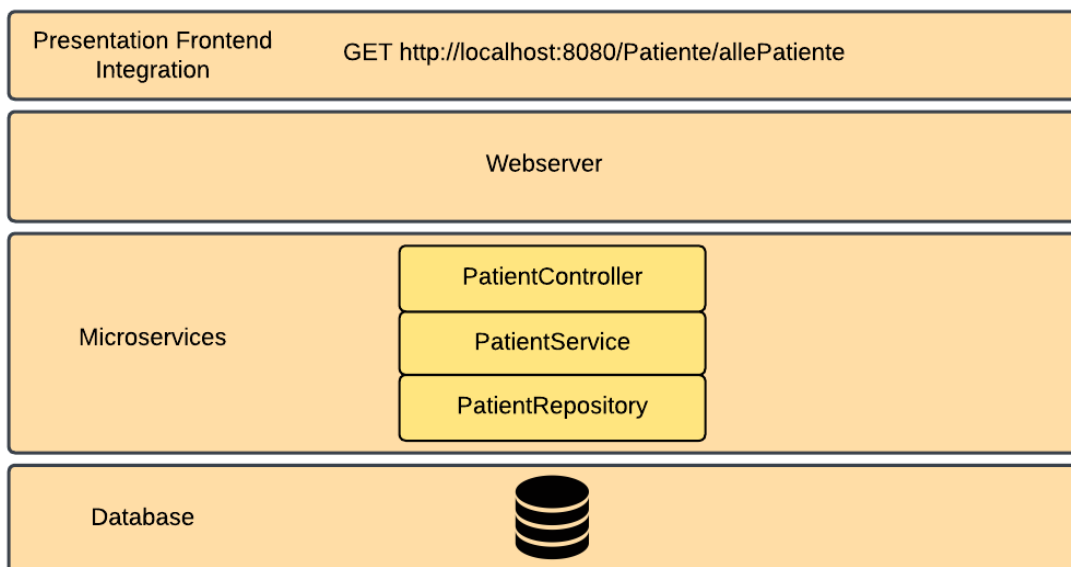 Presentation Frontend
Integration
GET http://localhost:8080/Patiente/allePatiente
Webserver
Microservices
PatientController
PatientService
PatientRepository
Database